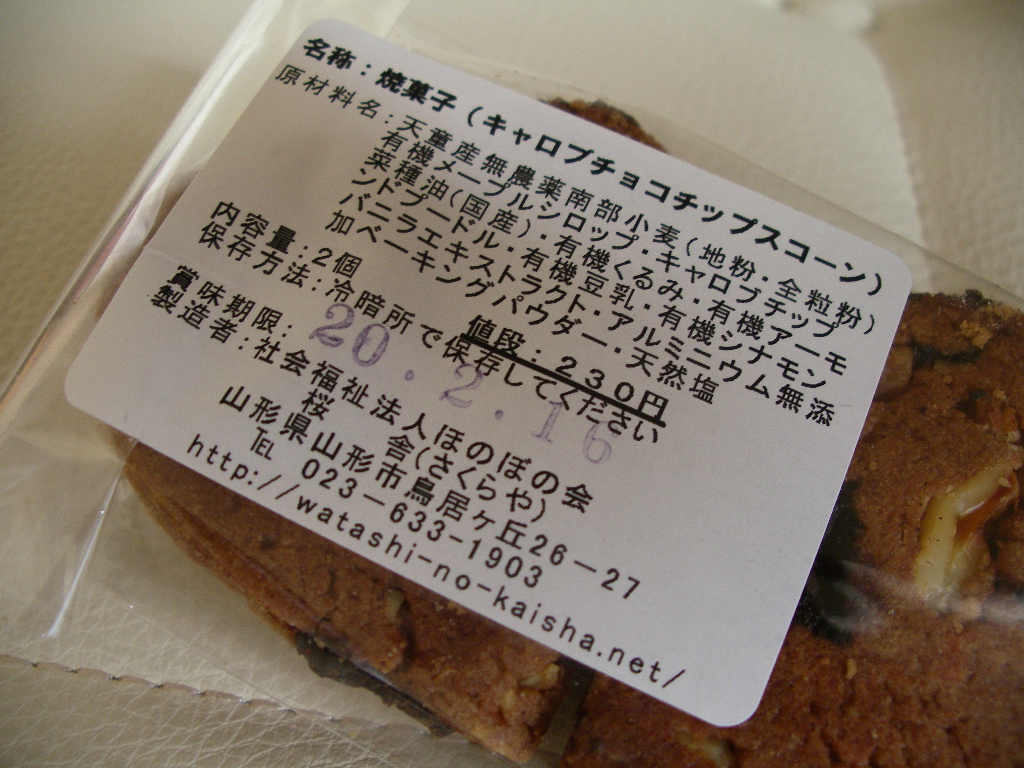 名称：焼菓子（キャロブチョコチップスコーン）
原材料名：天童産無農薬南部小麦（地粉・全粒粉）
有機メープルシロップ・キャロブチップ
菜種油（国産）・有機くるみ・有機アーモ
ンドプードル・有機豆乳・有機シナモン
バニラエキストラクト・アルミニウム無添
加ベーキングパウダー・天然塩
内容量：2個 値段：230円
保存方法：冷暗所で保存してください
賞味期限：20.2.16
製造者：社会福祉法人ほのぼの会
桜舎（さくらや）
山形県山形市鳥居ヶ丘26－27
℡ 023－633－1903
http://watashi-no-kaisha.net/